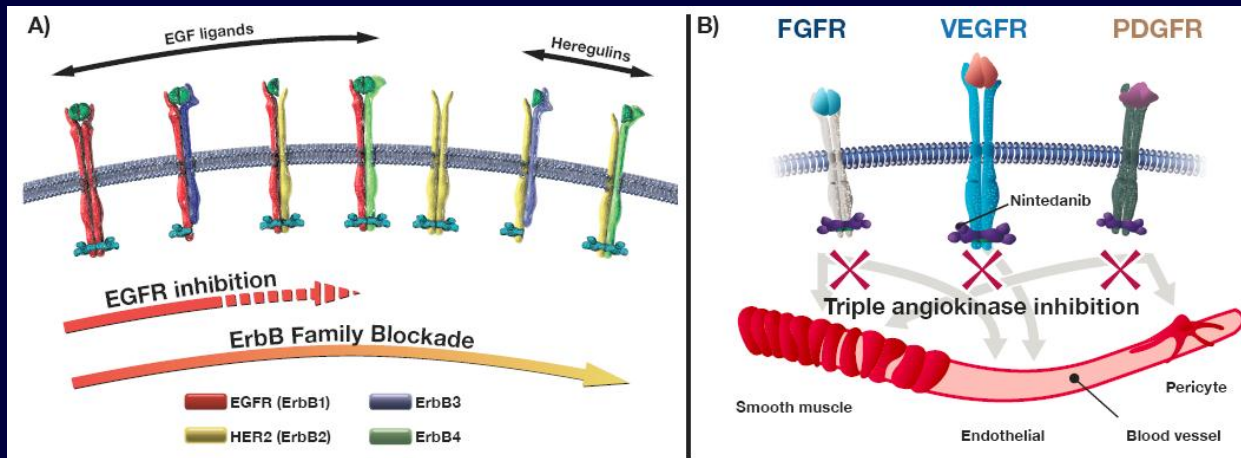 A)
EGF ligands
Heregulins
EGFR inhibition
ErbB Family Blockade
EGFR (ErbB1)
ErbB3
HER2 (ErbB2)
ErbB4
B)
FGFR
VEGFR
PDGFR
Nintedanib
Triple angiokinase inhibition
Smooth muscle
Endothelial
Blood vessel
Pericyte